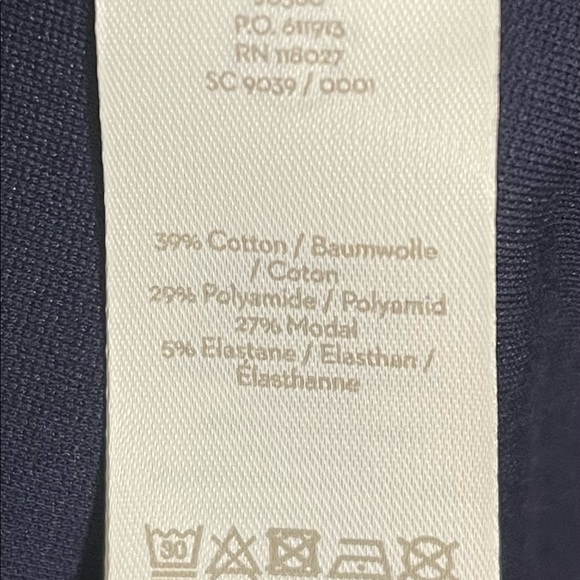 P.O. 611913
RN 118027
SC 9039 / 0001
39% Cotton / Baumwolle
/ Coton
29% Polyamide / Polyamid
27% Modal
5% Elastane / Elasthan /
Élasthanne
30